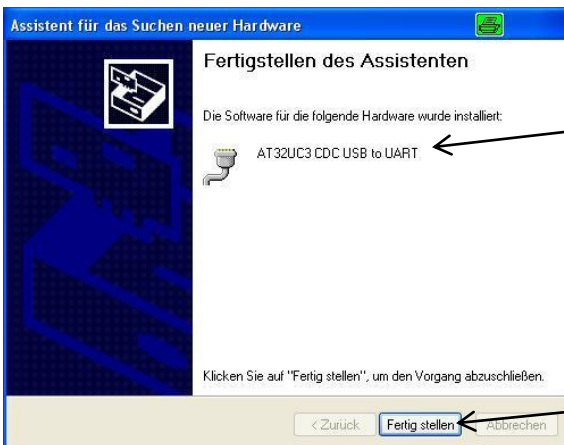 Assistent für das Suchen neuer Hardware
Fertigstellen des Assistenten
Die Software für die folgende Hardware wurde installiert:
AT32UC3 CDC USB to UART
Klicken Sie auf "Fertig stellen", um den Vorgang abzuschließen.
< Zurück Fertig stellen Abbrechen